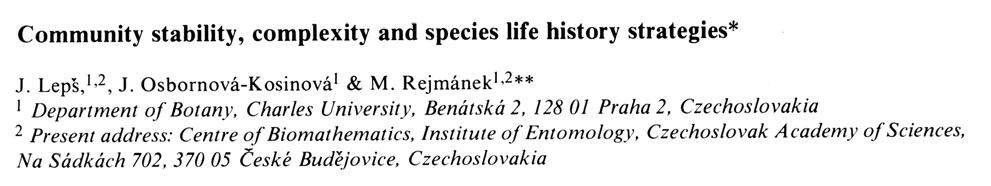 Community stability, complexity and species life history strategies*
J. Lepš,¹,², J. Osbornová-Kosinová¹ & M. Rejmánek¹,²**
¹ Department of Botany, Charles University, Benátská 2, 128 01 Praha 2, Czechoslovakia
² Present address: Centre of Biomathematics, Institute of Entomology, Czechoslovak Academy of Sciences,
Na Sádkách 702, 370 05 České Budějovice, Czechoslovakia